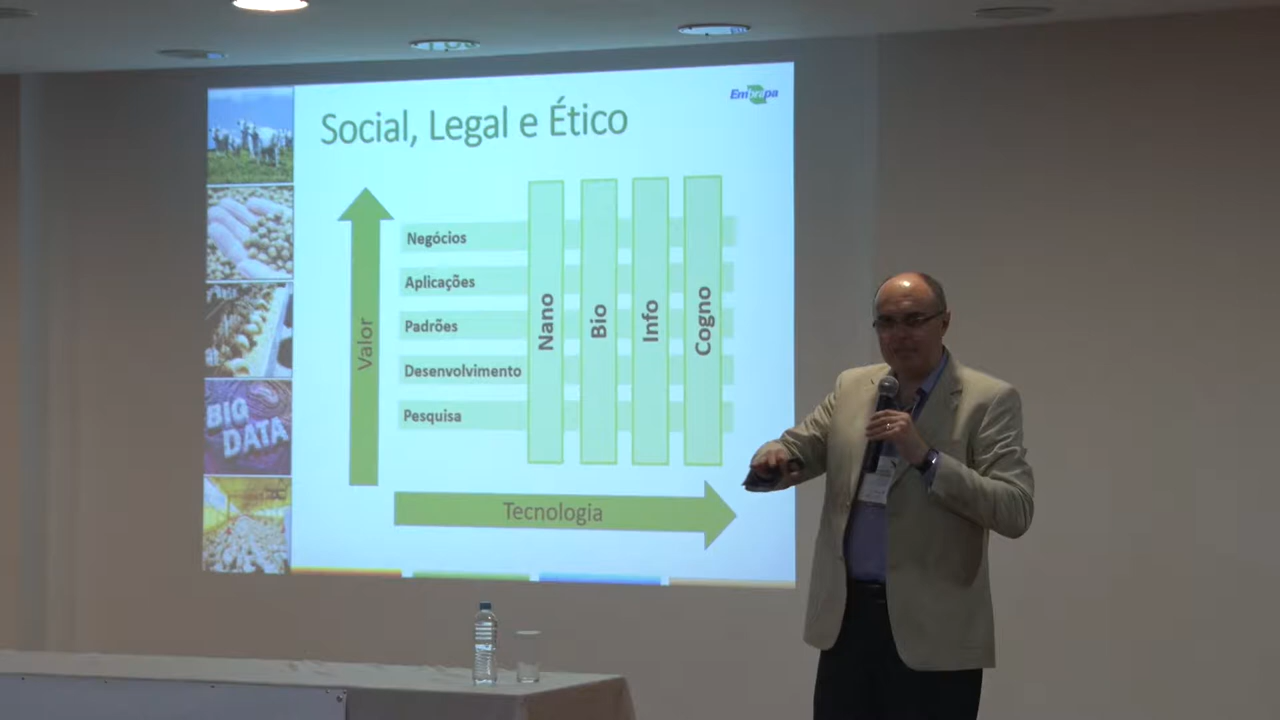 Embrapa
Social, Legal e Ético
Valor
Negócios
Aplicações
Padrões
Desenvolvimento
Pesquisa
Nano
Bio
Info
Cogno
Tecnologia
BIG
DATA